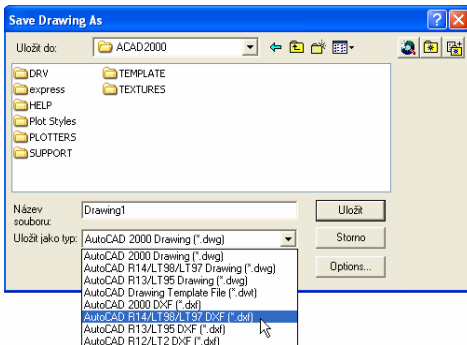 Save Drawing As
Uložit do: ACAD2000
DRV TEMPLATE
express TEXTURES
HELP
Plot Styles
PLOTTERS
SUPPORT
Název souboru: Drawing1 Uložit
Uložit jako typ: AutoCAD 2000 Drawing (*.dwg) Storno
Options...
AutoCAD 2000 Drawing (*.dwg)
AutoCAD R14/LT98/LT97 Drawing (*.dwg)
AutoCAD R13/LT95 Drawing (*.dwg)
AutoCAD Drawing Template File (*.dwt)
AutoCAD 2000 DXF (*.dxf)
AutoCAD R14/LT98/LT97 DXF (*.dxf)
AutoCAD R13/LT95 DXF (*.dxf)
AutoCAD R12/LT2 DXF (*.dxf)